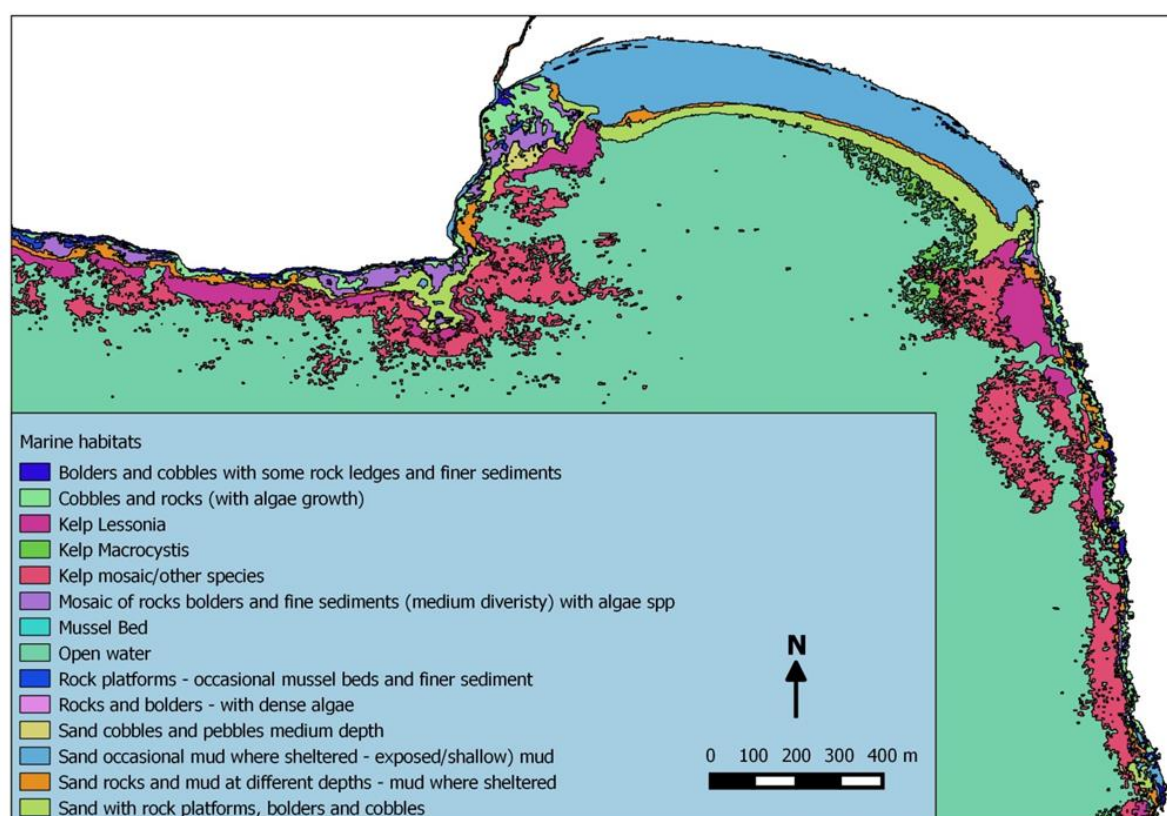 Marine habitats
Bolders and cobbles with some rock ledges and finer sediments
Cobbles and rocks (with algae growth)
Kelp Lessonia
Kelp Macrocystis
Kelp mosaic/other species
Mosaic of rocks bolders and fine sediments (medium diveristy) with algae spp
Mussel Bed
Open water
Rock platforms - occasional mussel beds and finer sediment
Rocks and bolders - with dense algae
Sand cobbles and pebbles medium depth
Sand occasional mud where sheltered - exposed/shallow) mud
Sand rocks and mud at different depths - mud where sheltered
Sand with rock platforms, bolders and cobbles
N
0 100 200 300 400 m